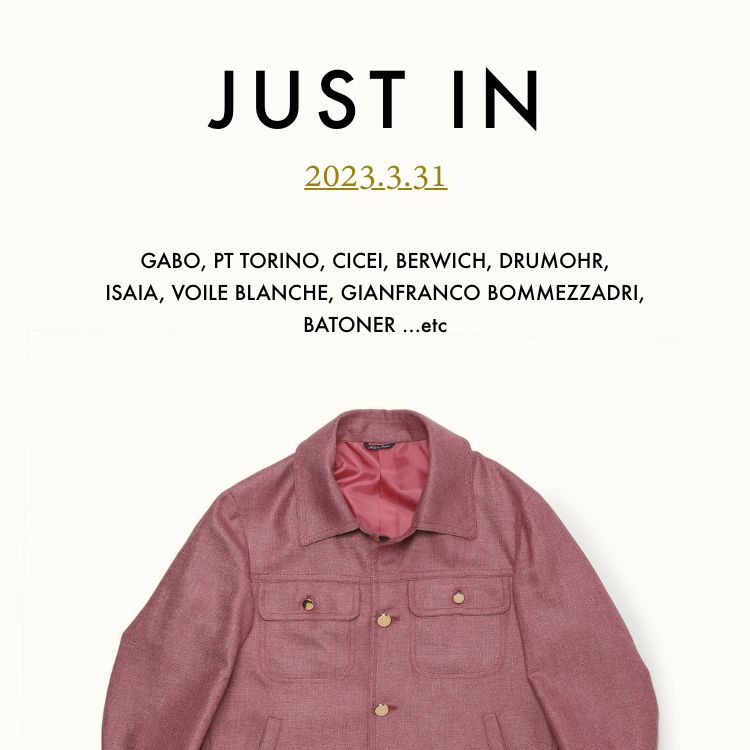 JUST IN
2023.3.31
GABO, PT TORINO, CICEI, BERWICH, DRUMOHR,
ISAIA, VOILE BLANCHE, GIANFRANCO BOMMEZZADRI,
BATONER ...etc